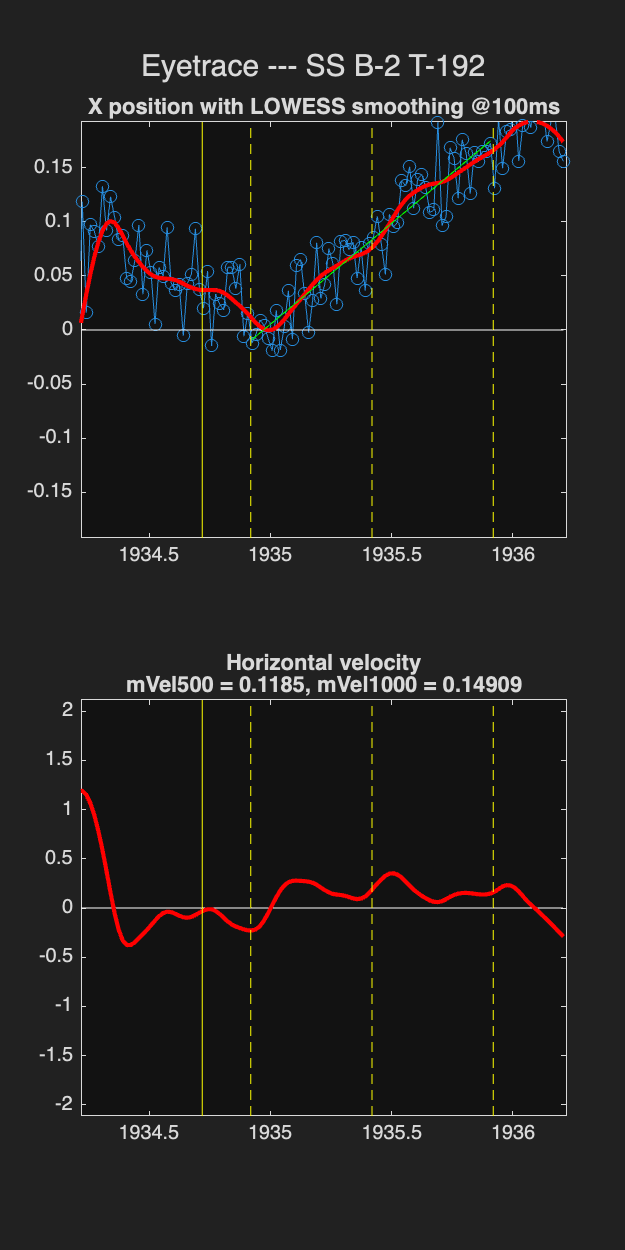 Eyetrace --- SS B-2 T-192
X position with LOWESS smoothing @100ms
0.15
0.1
0.05
0
-0.05
-0.1
-0.15
1934.5 1935 1935.5 1936
Horizontal velocity
mVel500 = 0.1185, mVel1000 = 0.14909
2
1.5
1
0.5
0
-0.5
-1
-1.5
-2
1934.5 1935 1935.5 1936